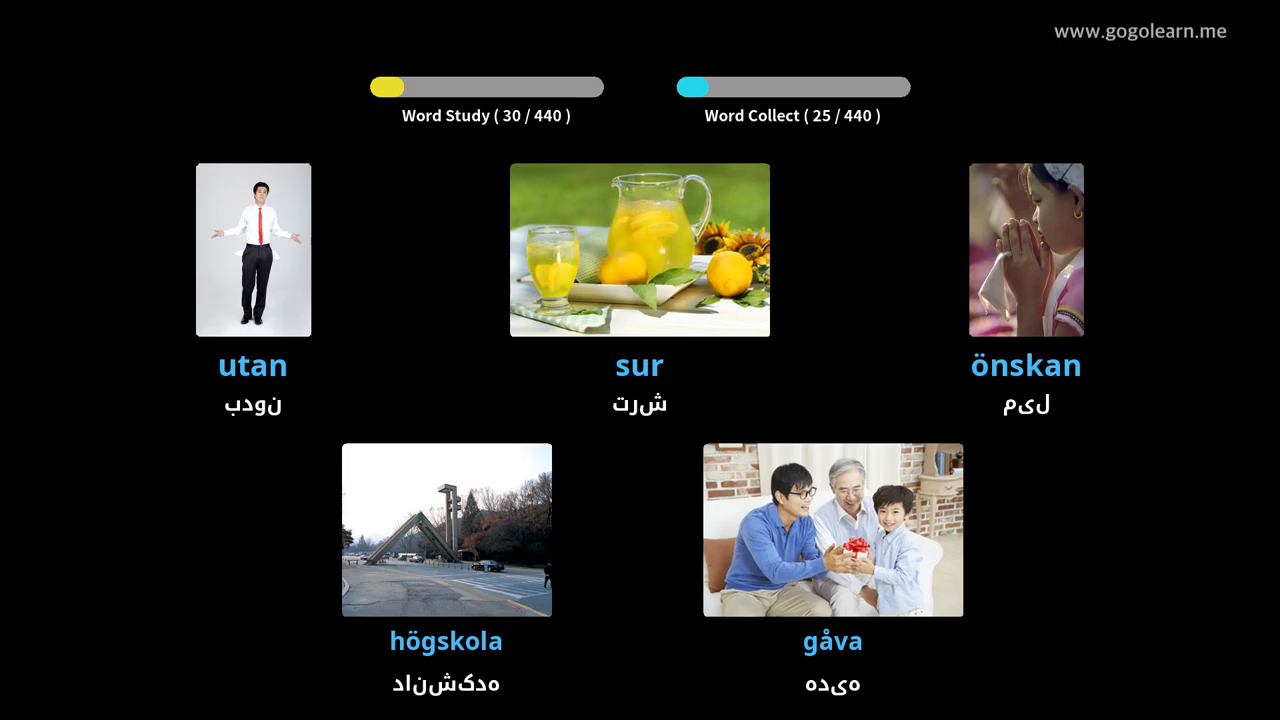 www.gogolearn.me
Word Study ( 30 / 440 )
Word Collect ( 25 / 440 )
utan
sur
önskan
بدون
ترش
میل
högskola
gåva
دانشکده
هدیه